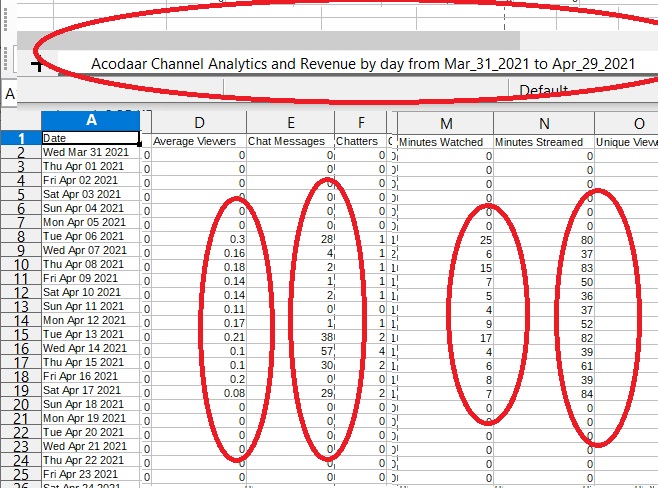 Acodaar Channel Analytics and Revenue by day from Mar_31_2021 to Apr_29_2021
A
Default
A D E F M N O
1 Date Average Viewers Chat Messages Chatters Minutes Watched Minutes Streamed Unique View
2 Wed Mar 31 2021 0 0 0 0 0 0
3 Thu Apr 01 2021 0 0 0 0 0 0
4 Fri Apr 02 2021 0 0 0 0 0 0
5 Sat Apr 03 2021 0 0 0 0 0 0
6 Sun Apr 04 2021 0 0 0 0 0 0
7 Mon Apr 05 2021 0 0 0 0 0 0
8 Tue Apr 06 2021 0 0.3 28 1 25 80
9 Wed Apr 07 2021 0 0.16 4 1 6 37
10 Thu Apr 08 2021 0 0.18 2 1 15 83
11 Fri Apr 09 2021 0 0.14 1 1 7 50
12 Sat Apr 10 2021 0 0.14 2 1 5 36
13 Sun Apr 11 2021 0 0.11 0 1 4 37
14 Mon Apr 12 2021 0 0.17 1 1 9 52
15 Tue Apr 13 2021 0 0.21 38 2 17 82
16 Wed Apr 14 2021 0 0.1 57 4 4 39
17 Thu Apr 15 2021 0 0.1 30 2 6 61
18 Fri Apr 16 2021 0 0.2 0 0 8 39
19 Sat Apr 17 2021 0 0.08 29 2 7 84
20 Sun Apr 18 2021 0 0 0 0 0 0
21 Mon Apr 19 2021 0 0 0 0 0 0
22 Tue Apr 20 2021 0 0 0 0 0 0
23 Wed Apr 21 2021 0 0 0 0 0 0
24 Thu Apr 22 2021 0 0 0 0 0 0
25 Fri Apr 23 2021 0 0 0 0 0 0
26 Sat Apr 24 2021